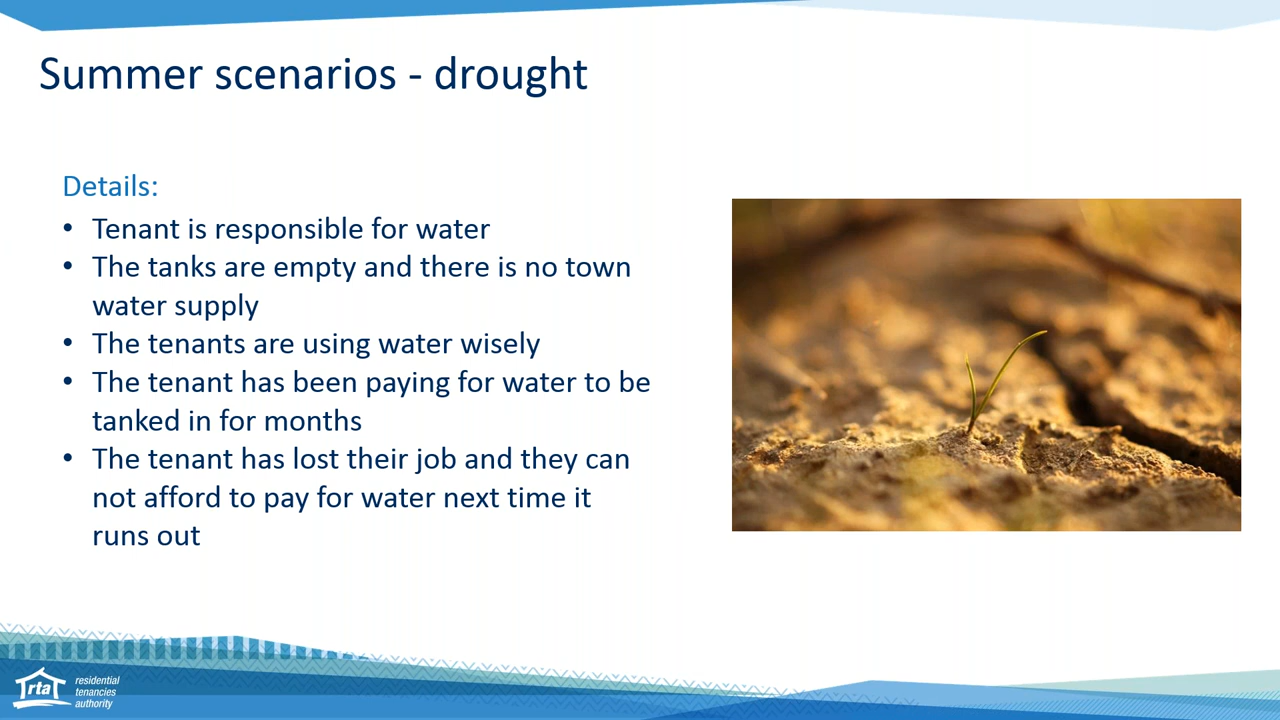 Summer scenarios - drought
Details:
• Tenant is responsible for water
• The tanks are empty and there is no town
water supply
• The tenants are using water wisely
• The tenant has been paying for water to be
tanked in for months
• The tenant has lost their job and they can
not afford to pay for water next time it
runs out
rta
residential
tenancies
authority